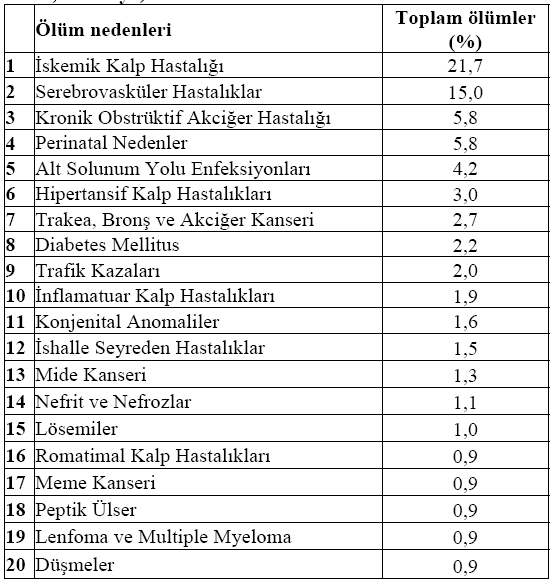 Ölüm nedenleri Toplam ölümler
(%)
1 İskemik Kalp Hastalığı 21,7
2 Serebrovasküler Hastalıklar 15,0
3 Kronik Obstrüktif Akciğer Hastalığı 5,8
4 Perinatal Nedenler 5,8
5 Alt Solunum Yolu Enfeksiyonları 4,2
6 Hipertansif Kalp Hastalıkları 3,0
7 Trakea, Bronş ve Akciğer Kanseri 2,7
8 Diabetes Mellitus 2,2
9 Trafik Kazaları 2,0
10 İnflamatuar Kalp Hastalıkları 1,9
11 Konjenital Anomaliler 1,6
12 İshalle Seyreden Hastalıklar 1,5
13 Mide Kanseri 1,3
14 Nefrit ve Nefrozlar 1,1
15 Lösemiler 1,0
16 Romatimal Kalp Hastalıkları 0,9
17 Meme Kanseri 0,9
18 Peptik Ülser 0,9
19 Lenfoma ve Multiple Myeloma 0,9
20 Düşmeler 0,9